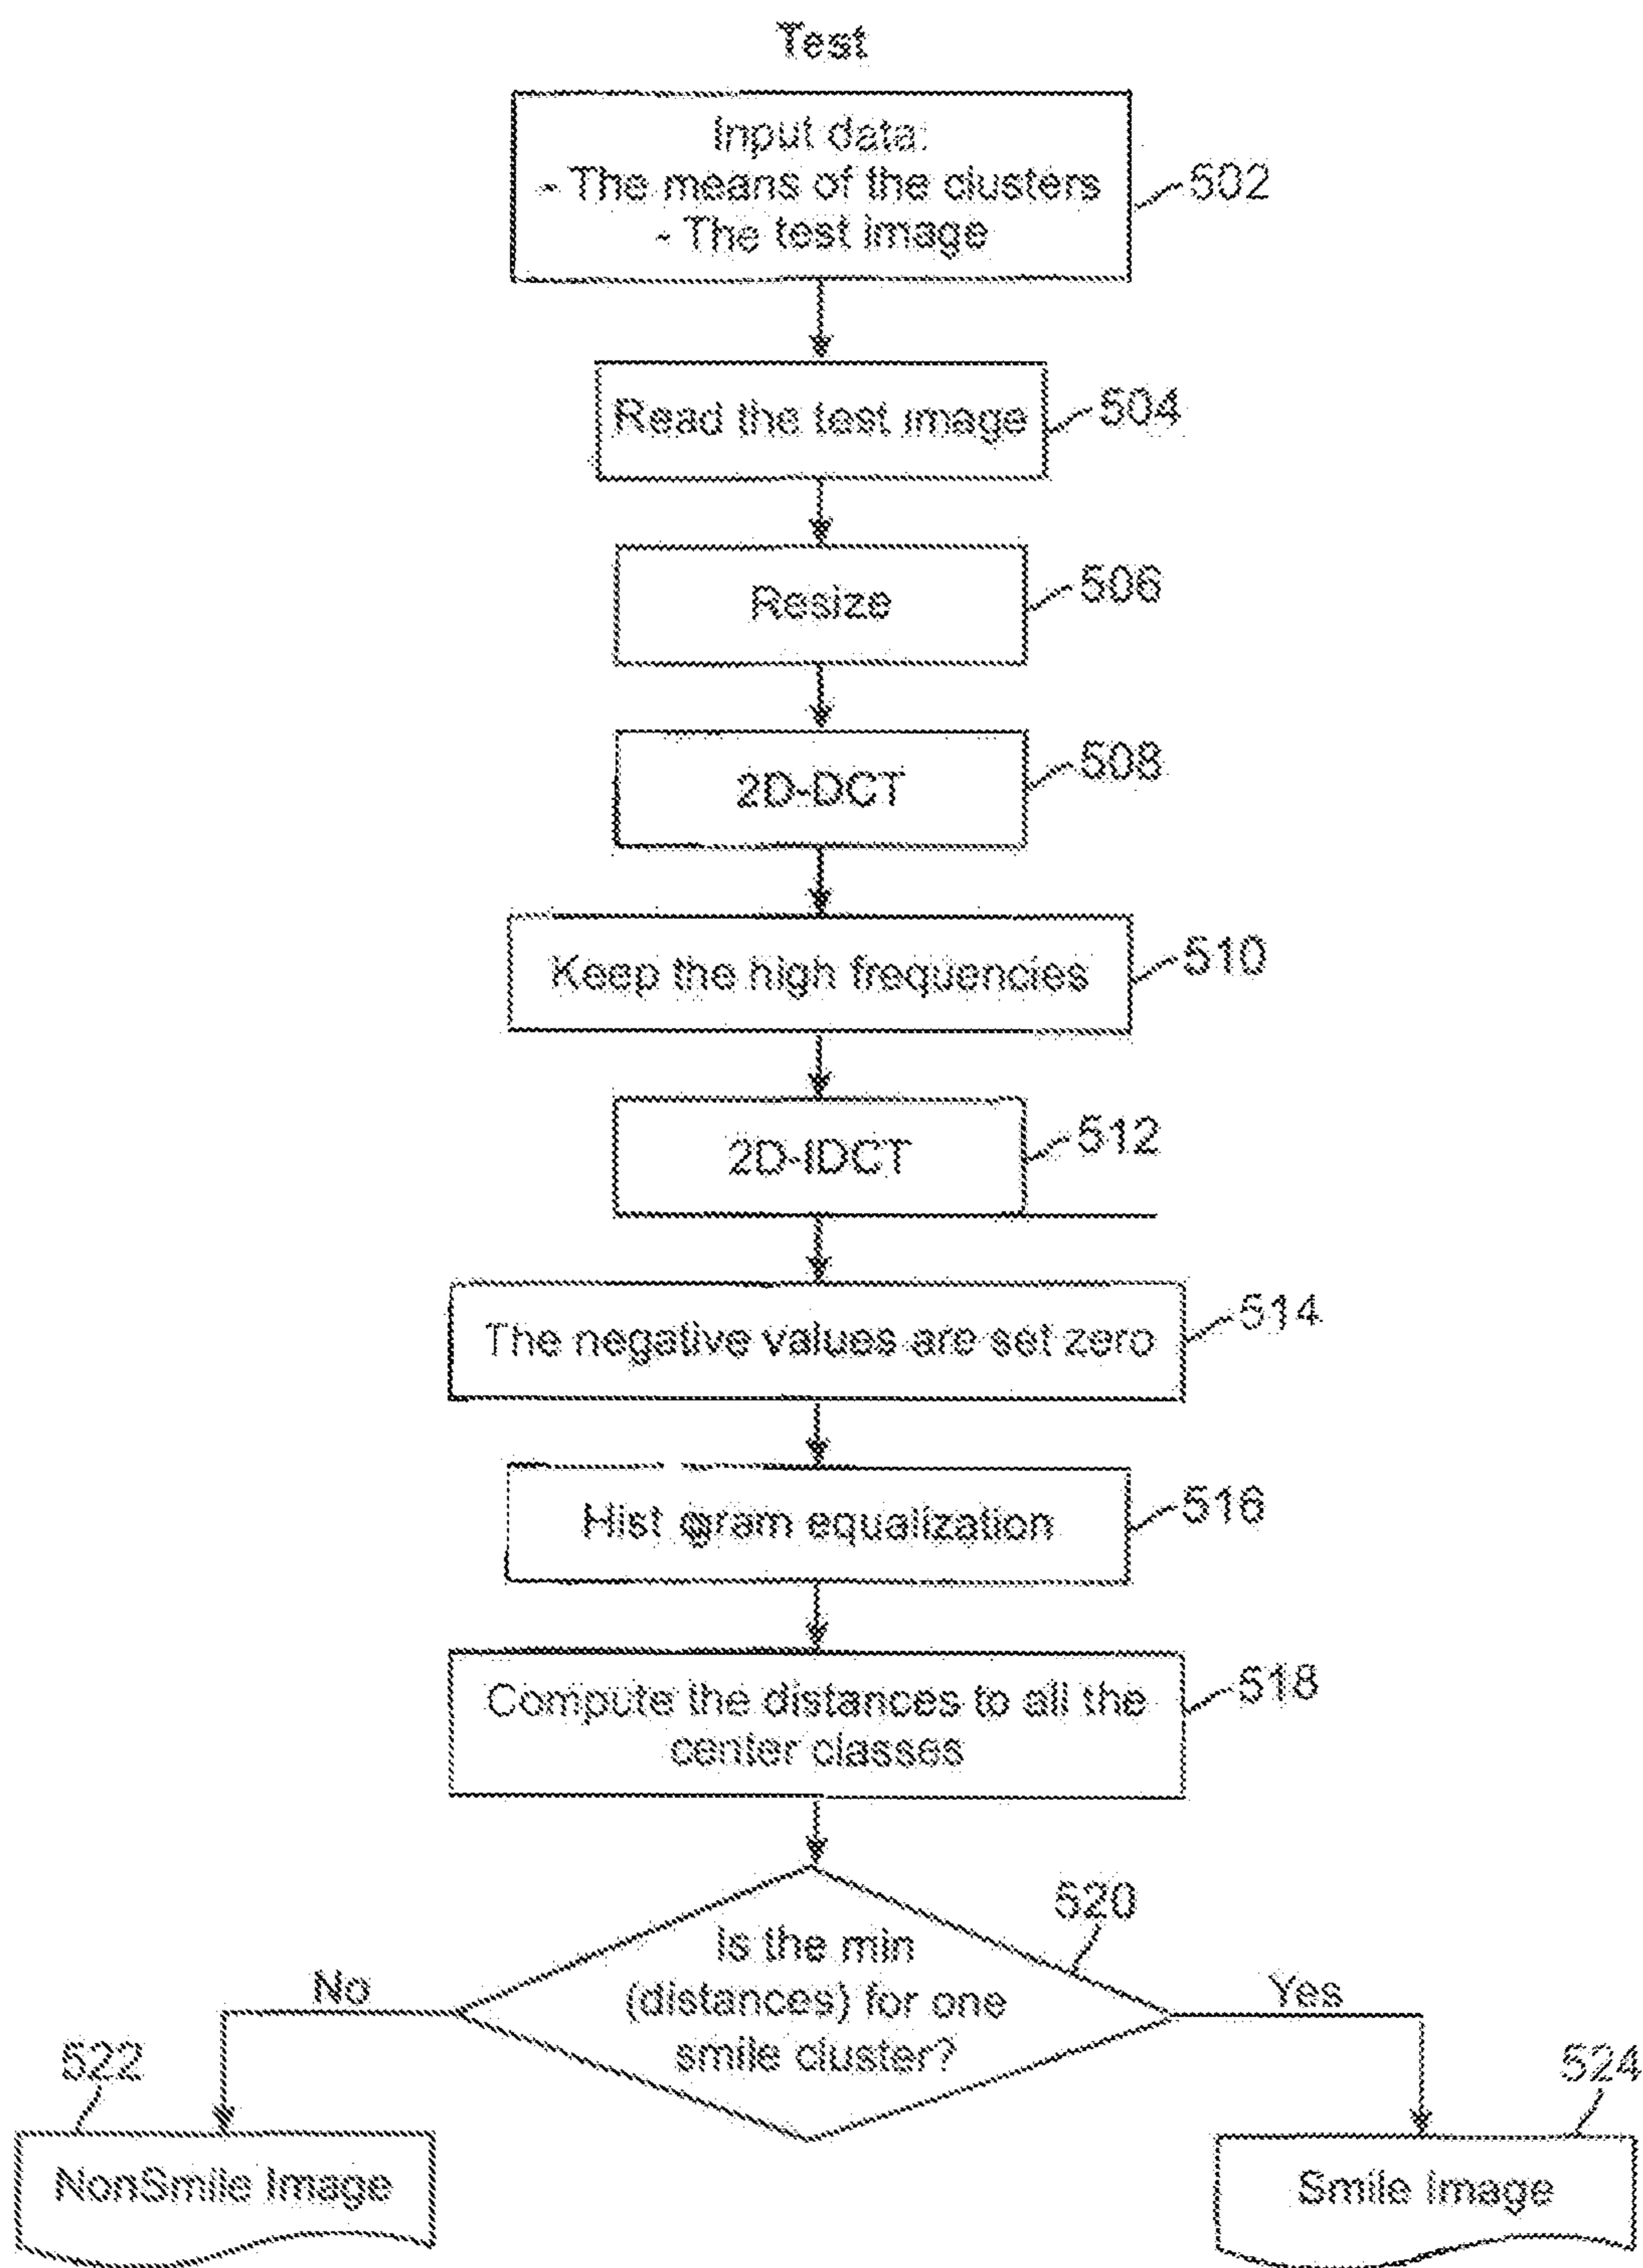 Test
Input data:
- The means of the clusters
- The test image
502
Read the test image
504
Resize
506
2D-DCT
508
Keep the high frequencies
510
2D-IDCT
512
The negative values are set zero
514
Hist ogram equalization
516
Compute the distances to all the
center classes
518
520
Is the min
(distances) for one
smile cluster?
No
Yes
522
524
NonSmile Image
Smile Image